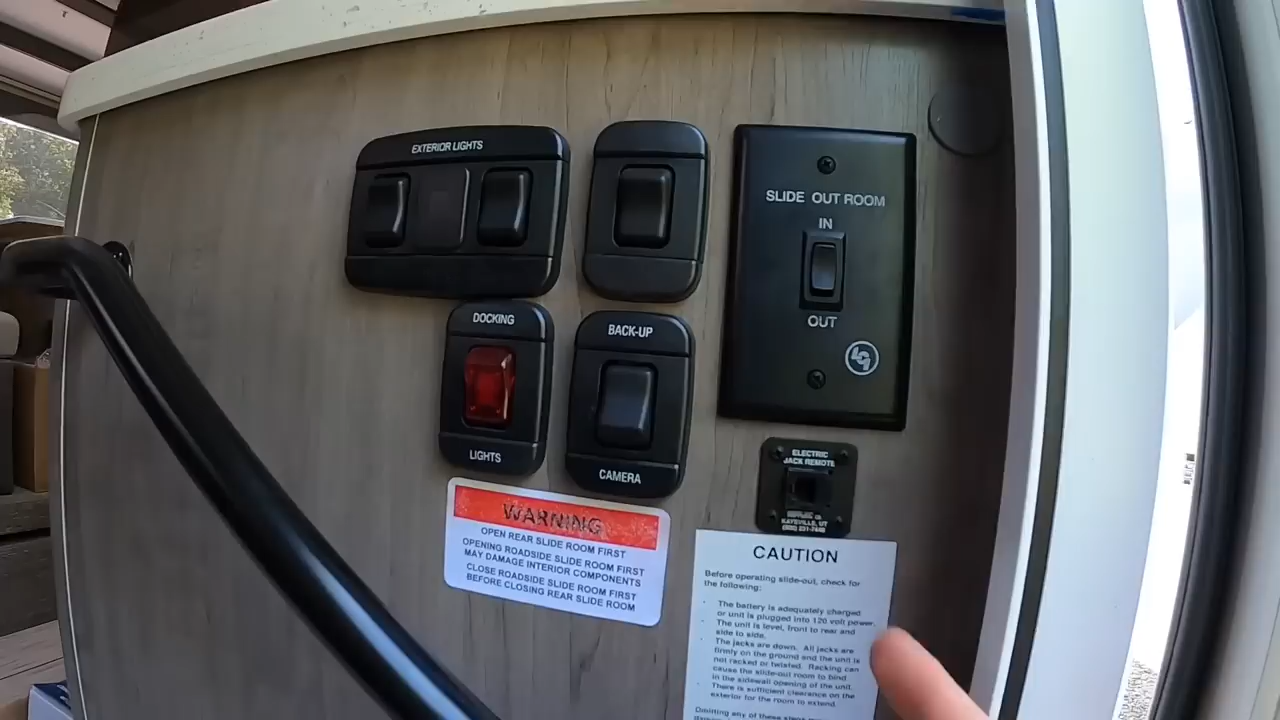 EXTERIOR LIGHTS
SLIDE OUT ROOM
IN
OUT
DOCKING
LIGHTS
BACK-UP
CAMERA
ELECTRIC
JACK REMOTE
KAYSVILLE, UT
WARNING
OPEN REAR SLIDE ROOM FIRST
OPENING ROADSIDE SLIDE ROOM FIRST
MAY DAMAGE INTERIOR COMPONENTS
CLOSE ROADSIDE SLIDE ROOM FIRST
BEFORE CLOSING REAR SLIDE ROOM
CAUTION
Before operating slide-out, check for
the following:
The battery is adequately charged
or unit is plugged into 120 volt power.
The unit is level, front to rear and
side to side.
The jacks are down. All jacks are
firmly on the ground and the unit is
not racked or twisted. Racking can
cause the slide-out room to bind
in the sidewall opening of the unit.
There is sufficient clearance on the
exterior for the room to extend.
Omitting any of these steps